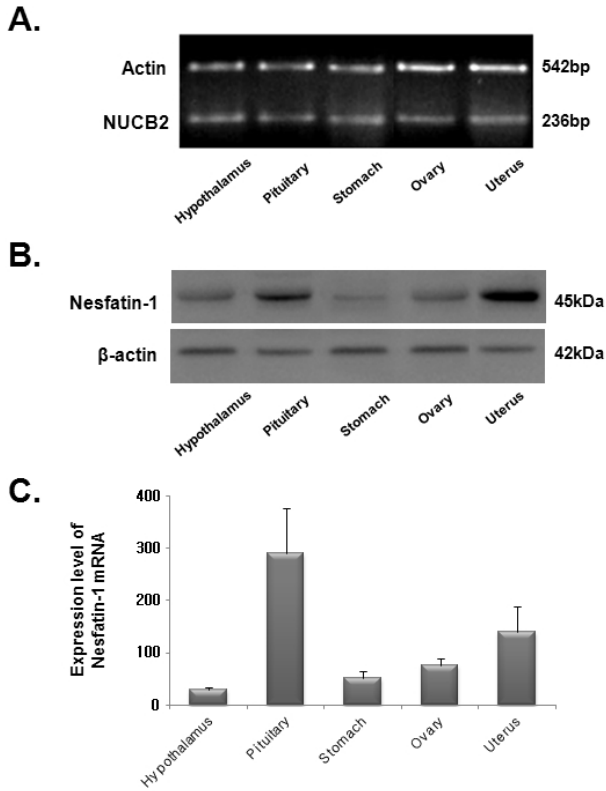 A.
Actin
542bp
NUCB2
236bp
Hypothalamus
Pituitary
Stomach
Ovary
Uterus
B.
Nesfatin-1
45kDa
β-actin
42kDa
Hypothalamus
Pituitary
Stomach
Ovary
Uterus
C.
Expression level of
Nesfatin-1 mRNA
400
300
200
100
0
Hypothalamus
Pituitary
Stomach
Ovary
Uterus